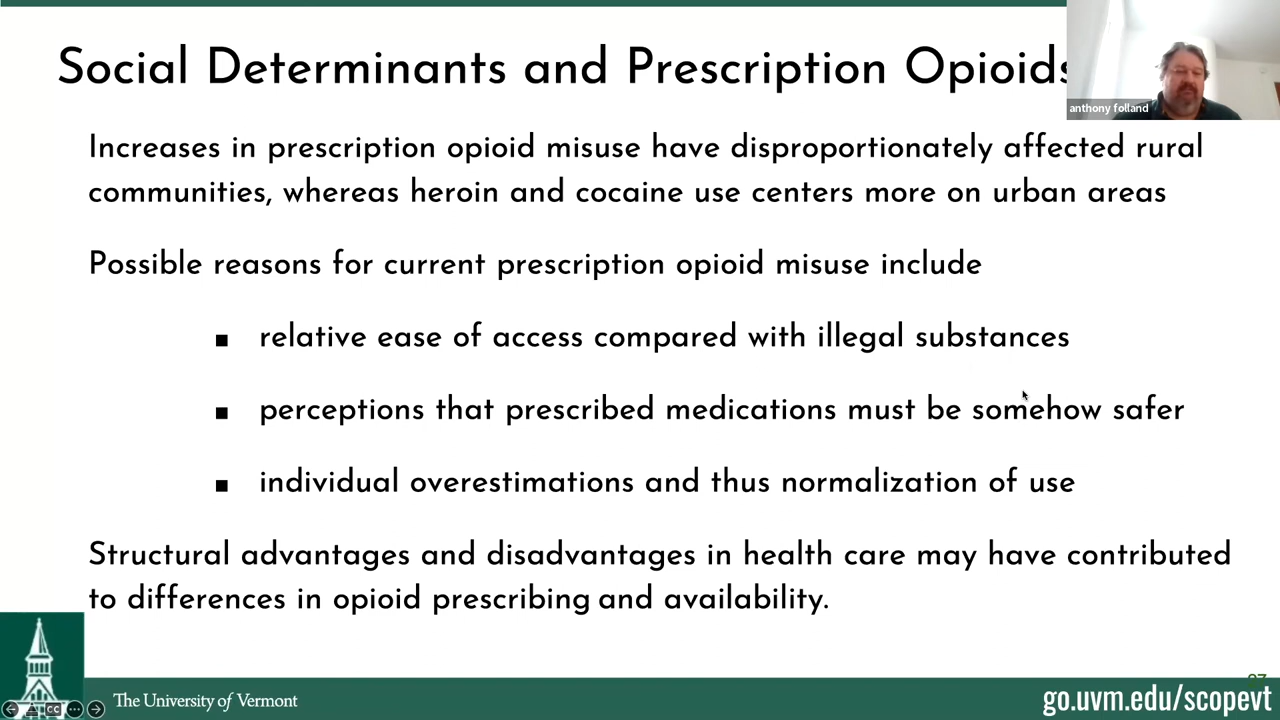 Social Determinants and Prescription Opioids
anthony folland
Increases in prescription opioid misuse have disproportionately affected rural
communities, whereas heroin and cocaine use centers more on urban areas
Possible reasons for current prescription opioid misuse include
▪ relative ease of access compared with illegal substances
▪ perceptions that prescribed medications must be somehow safer
▪ individual overestimations and thus normalization of use
Structural advantages and disadvantages in health care may have contributed
to differences in opioid prescribing and availability.
CC
The University of Vermont
go.uvm.edu/scopevt